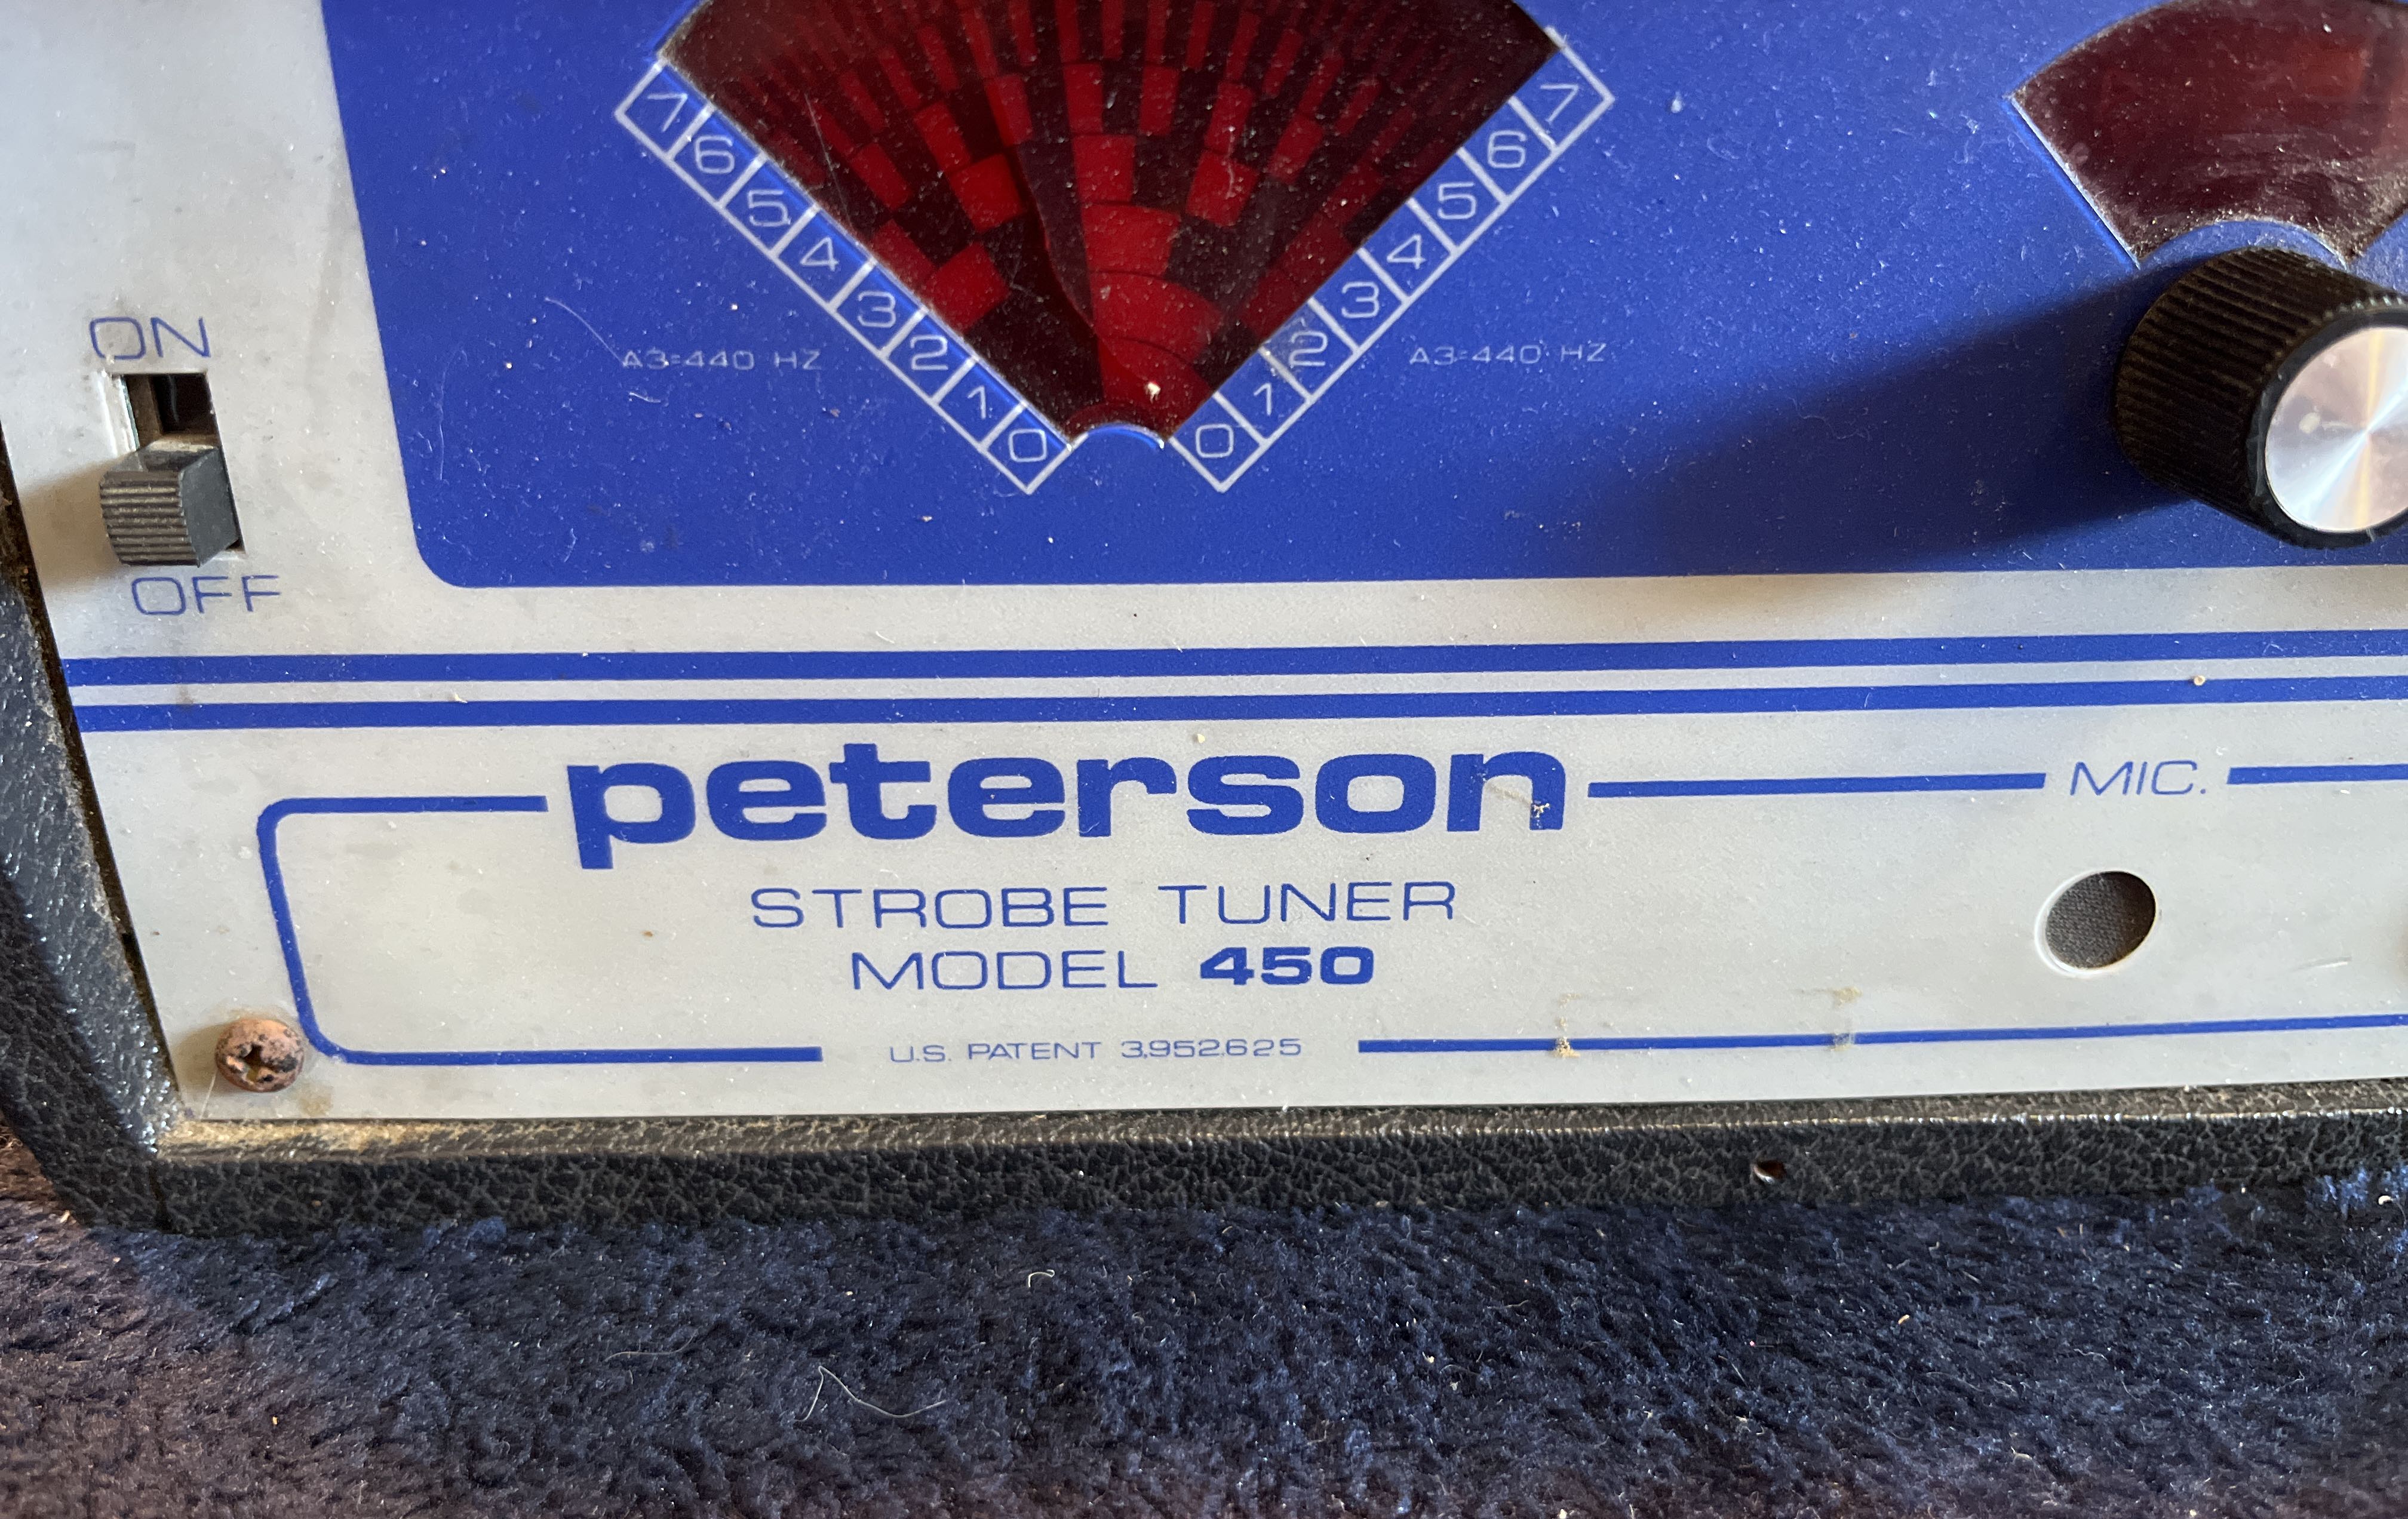 7 6 5 4 3 2 1 0
0 1 2 3 4 5 6 7
A3=440 HZ
A3=440 HZ
ON
OFF
peterson
MIC.
STROBE TUNER
MODEL 450
U.S. PATENT 3,952,625